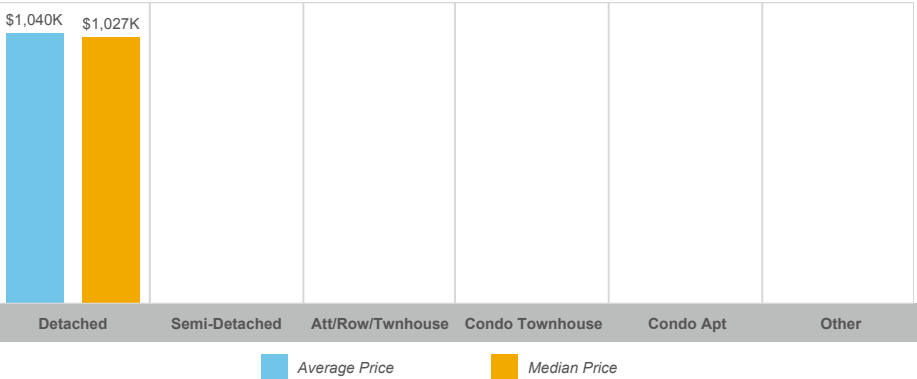 $1,040K
$1,027K
Detached Semi-Detached Att/Row/Twnhouse Condo Townhouse Condo Apt Other
Average Price Median Price